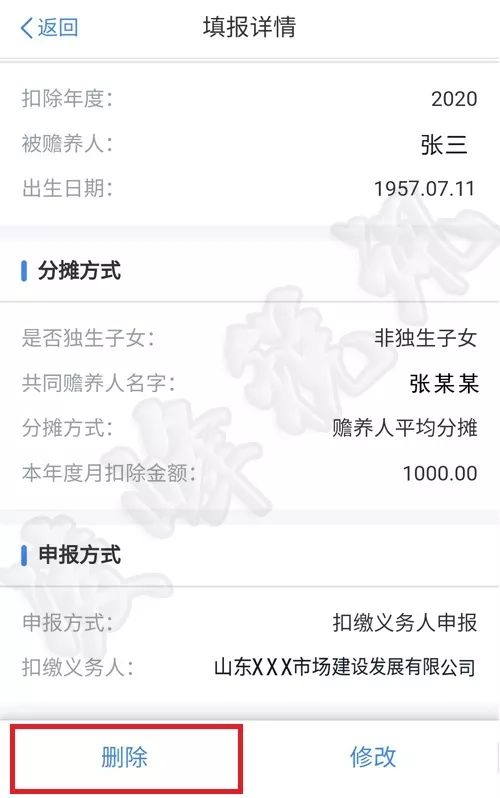 返回 填报详情
扣除年度： 2020
被赡养人： 张三
出生日期： 1957.07.11
分摊方式
是否独生子女： 非独生子女
共同赡养人名字： 张某某
分摊方式： 赡养人平均分摊
本年度月扣除金额： 1000.00
申报方式
申报方式： 扣缴义务人申报
扣缴义务人： 山东XXX市场建设发展有限公司
删除 修改